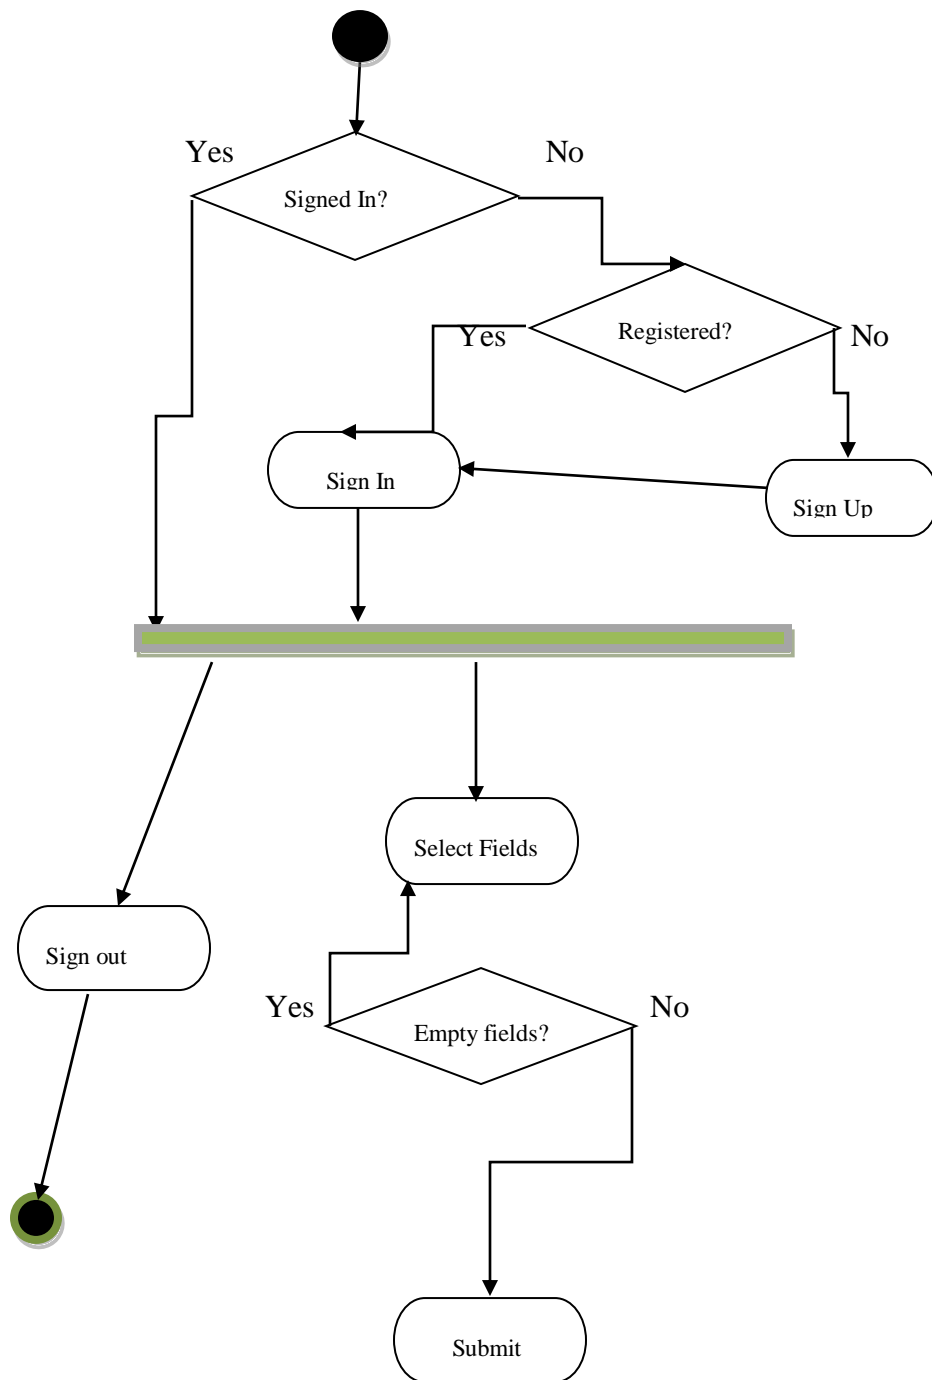 Yes
No
Signed In?
Registered?
Yes
No
Sign In
Sign Up
Select Fields
Sign out
Yes
No
Empty fields?
Submit